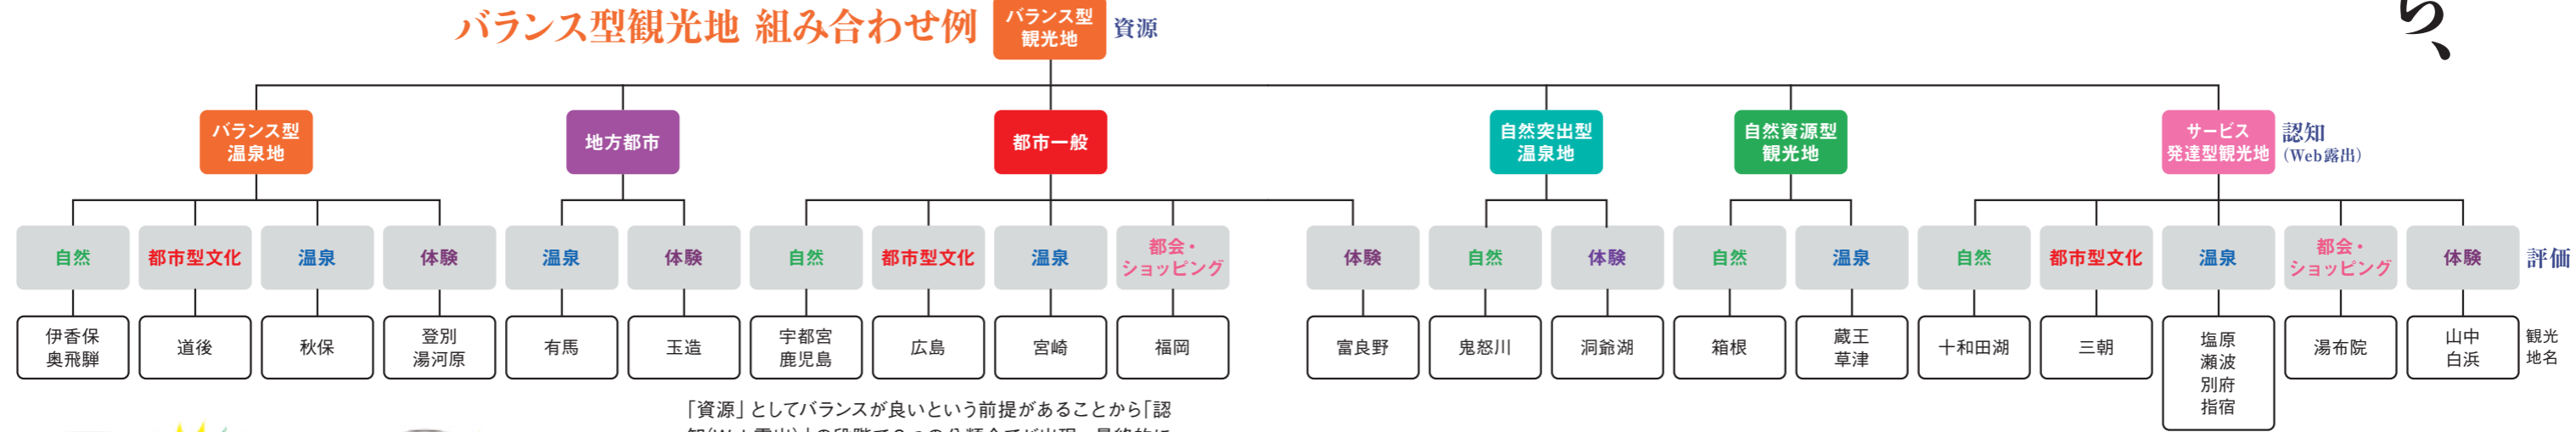 バランス型観光地 組み合わせ例
バランス型
観光地
資源
ら、
バランス型
温泉地
地方都市
都市一般
自然突出型
温泉地
自然資源型
観光地
サービス
発達型観光地
認知
(Web露出)
自然
都市型文化
温泉
体験
温泉
体験
自然
都市型文化
温泉
都会・
ショッピング
体験
自然
体験
自然
温泉
自然
都市型文化
温泉
都会・
ショッピング
体験
評価
伊香保
奥飛騨
道後
秋保
登別
湯河原
有馬
玉造
宇都宮
鹿児島
広島
宮崎
福岡
富良野
鬼怒川
洞爺湖
箱根
蔵王
草津
十和田湖
三朝
塩原
瀬波
別府
指宿
湯布院
山中
白浜
観光
地名
「資源」としてバランスが良いという前提があることから「認